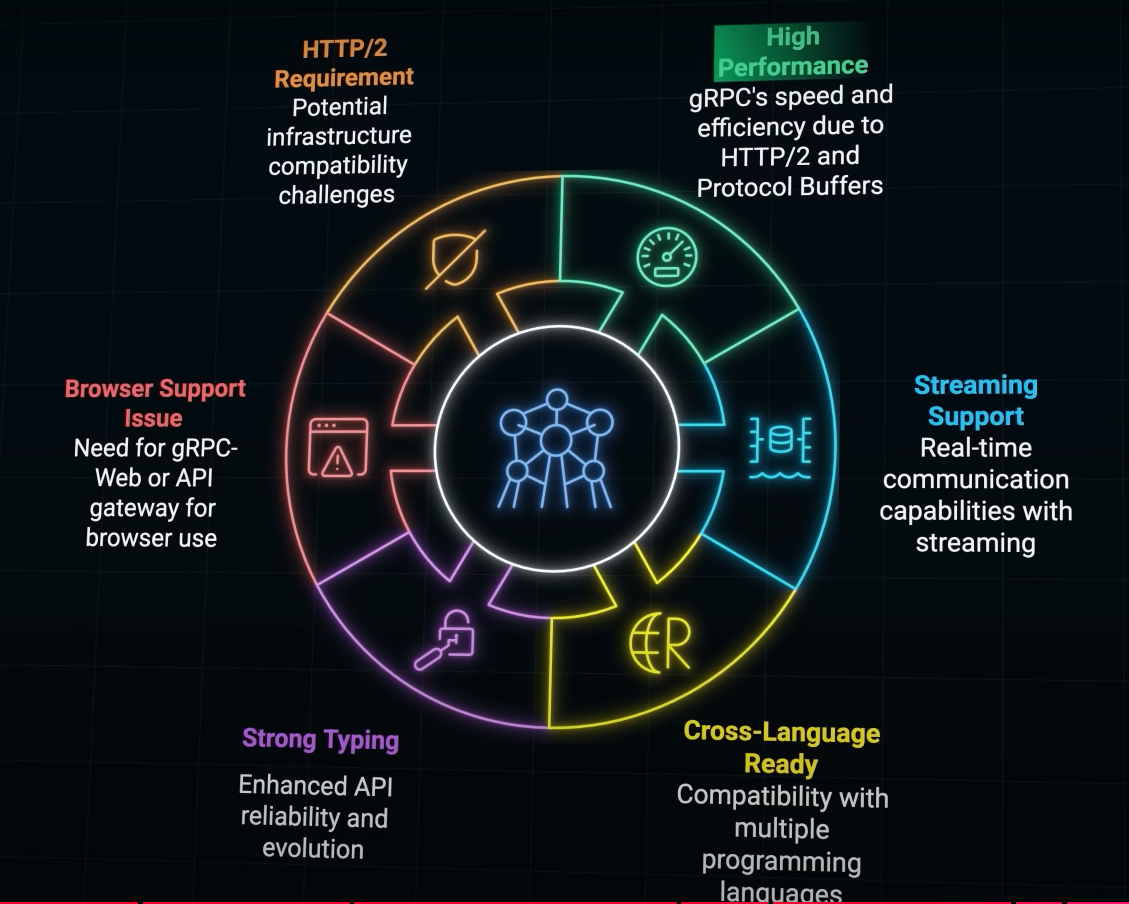 HTTP/2
Requirement
Potential
infrastructure
compatibility
challenges
High
Performance
gRPC's speed and
efficiency due to
HTTP/2 and
Protocol Buffers
Browser Support
Issue
Need for gRPC-
Web or API
gateway for
browser use
Streaming
Support
Real-time
communication
capabilities with
streaming
R
Strong Typing
Enhanced API
reliability and
evolution
Cross-Language
Ready
Compatibility with
multiple
programming
languages